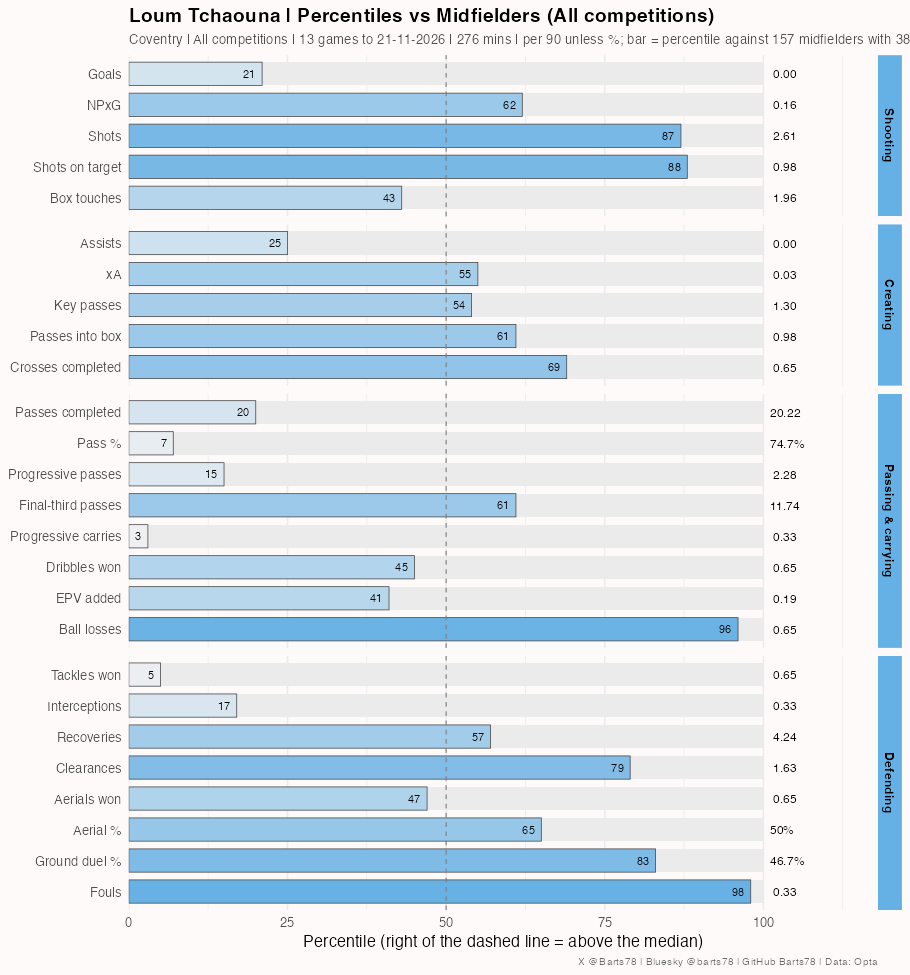 Loum Tchaouna | Percentiles vs Midfielders (All competitions)
Coventry | All competitions | 13 games to 21-11-2026 | 276 mins | per 90 unless %; bar = percentile against 157 midfielders with 38
Goals 21 0.00
NPxG 62 0.16
Shots 87 2.61
Shots on target 88 0.98
Box touches 43 1.96
Shooting
Assists 25 0.00
xA 55 0.03
Key passes 54 1.30
Passes into box 61 0.98
Crosses completed 69 0.65
Creating
Passes completed 20 20.22
Pass % 7 74.7%
Progressive passes 15 2.28
Final-third passes 61 11.74
Progressive carries 3 0.33
Dribbles won 45 0.65
EPV added 41 0.19
Ball losses 96 0.65
Passing & carrying
Tackles won 5 0.65
Interceptions 17 0.33
Recoveries 57 4.24
Clearances 79 1.63
Aerials won 47 0.65
Aerial % 65 50%
Ground duel % 83 46.7%
Fouls 98 0.33
Defending
0 25 50 75 100
Percentile (right of the dashed line = above the median)
X @Barts78 | Bluesky @barts78 | GitHub Barts78 | Data: Opta